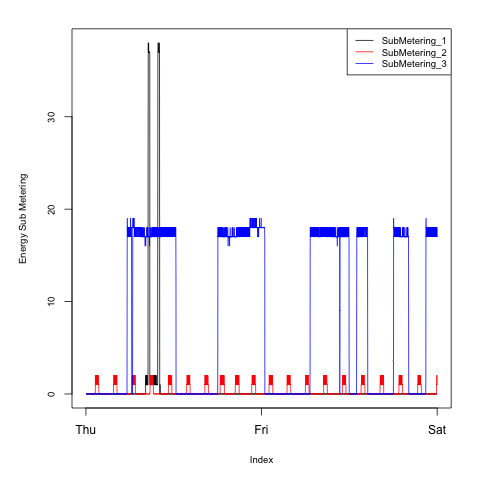 SubMetering_1
SubMetering_2
SubMetering_3
Energy Sub Metering
30
20
10
0
Thu
Fri
Sat
Index